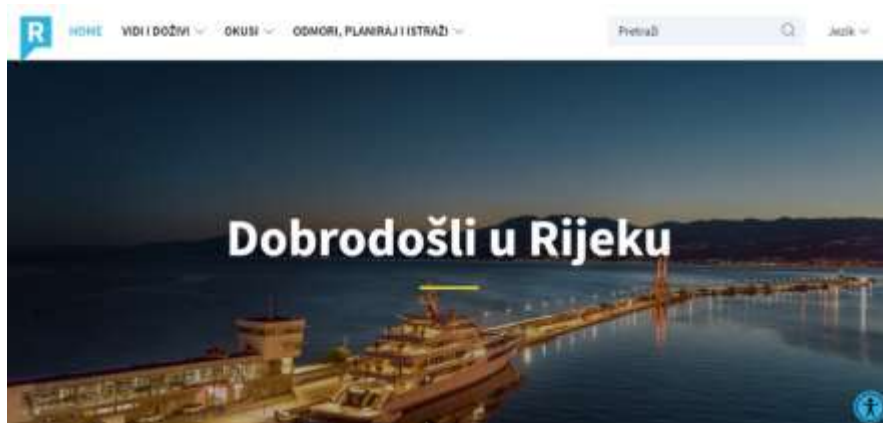 R
HOME VIDI I DOŽIVI OKUSI ODMORI, PLANIRAJ I ISTRAŽI Pretraži Jezik
Dobrodošli u Rijeku